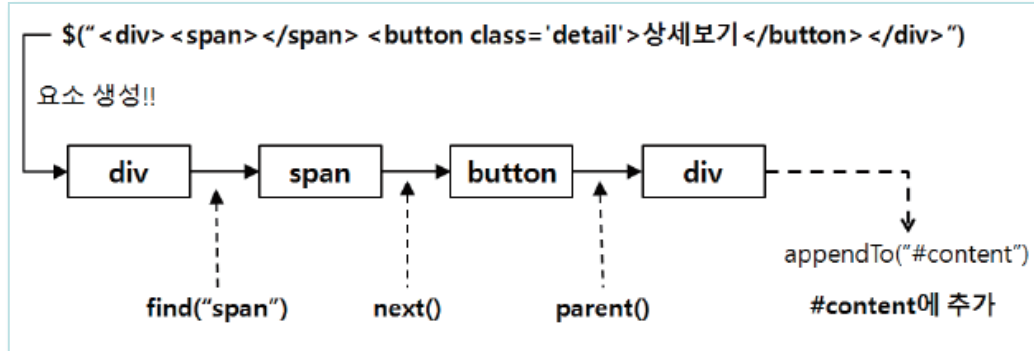 $("<div><span></span> <button class='detail'>상세보기</button></div>")
요소 생성!!
div span button div
appendTo("#content")
find("span") next() parent() #content에 추가